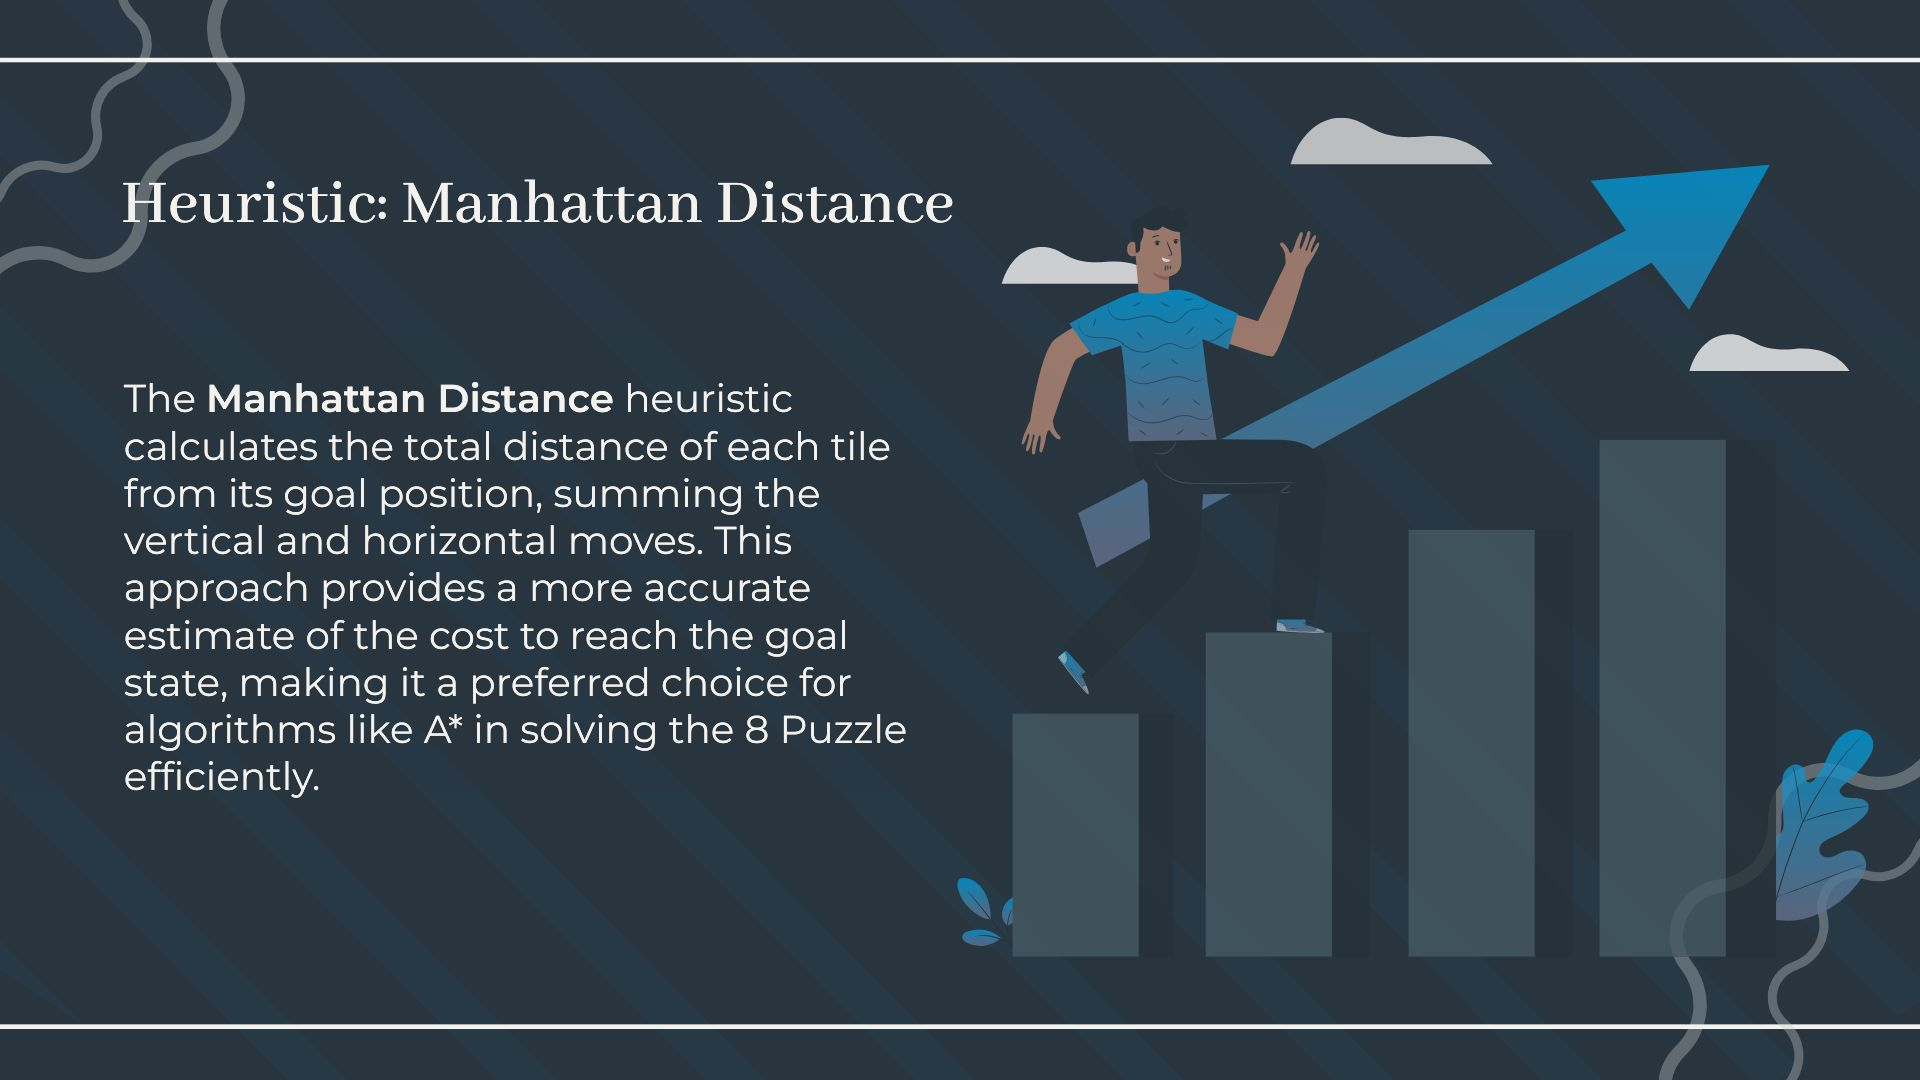 Heuristic: Manhattan Distance
The Manhattan Distance heuristic
calculates the total distance of each tile
from its goal position, summing the
vertical and horizontal moves. This
approach provides a more accurate
estimate of the cost to reach the goal
state, making it a preferred choice for
algorithms like A* in solving the 8 Puzzle
efficiently.